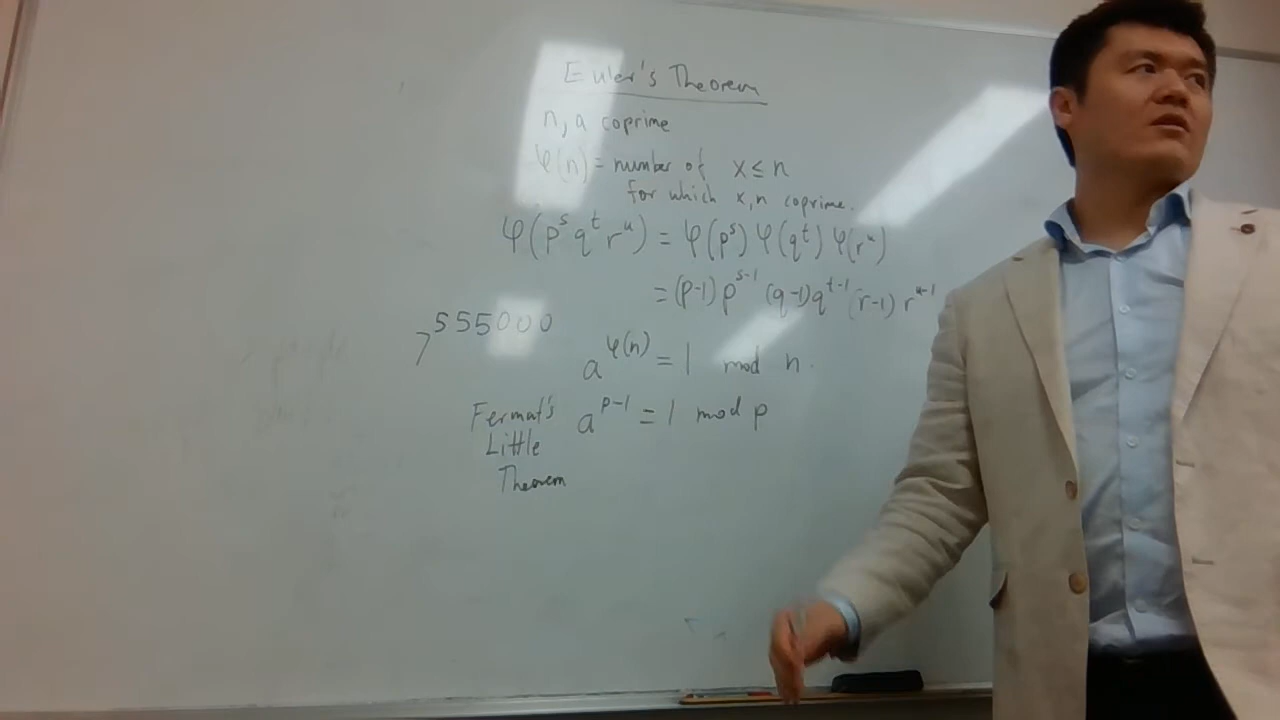 Euler's Theorem
n, a coprime
φ(n) = number of x ≤ n
for which x, n coprime.
φ(p^s q^t r^u) = φ(p^s) φ(q^t) φ(r^u)
= (p-1) p^{s-1} (q-1) q^{t-1} (r-1) r^{u-1}
7^{555000}
a^{φ(n)} = 1 mod n.
Fermat's Little Theorem
a^{p-1} = 1 mod p